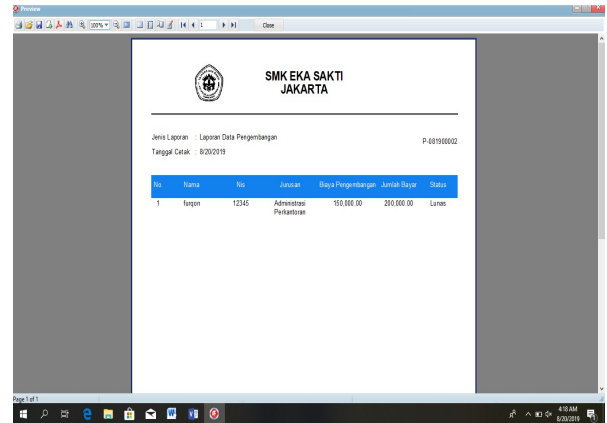 Preview
100%
1
Close
SMK EKA SAKTI
JAKARTA
Jenis Laporan : Laporan Data Pengembangan
P-081900002
Tanggal Cetak : 8/20/2019
No. Nama Nis Jurusan Biaya Pengembangan Jumlah Bayar Status
1 furqon 12345 Administrasi Perkantoran 150,000.00 200,000.00 Lunas
Page 1 of 1
4:18 AM
8/20/2019